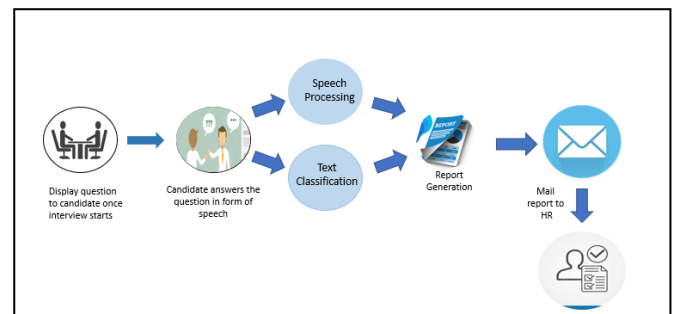 Display question
to candidate once
interview starts
Candidate answers the
question in form of
speech
Speech
Processing
Text
Classification
REPORT
Report
Generation
Mail
report to
HR